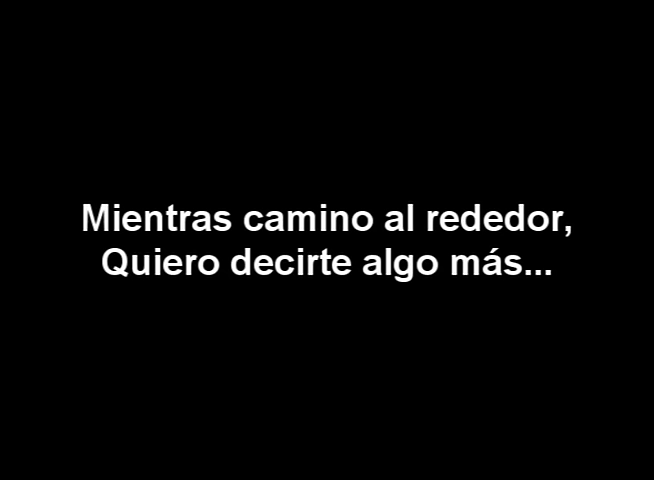 Mientras camino al rededor,
Quiero decirte algo más...